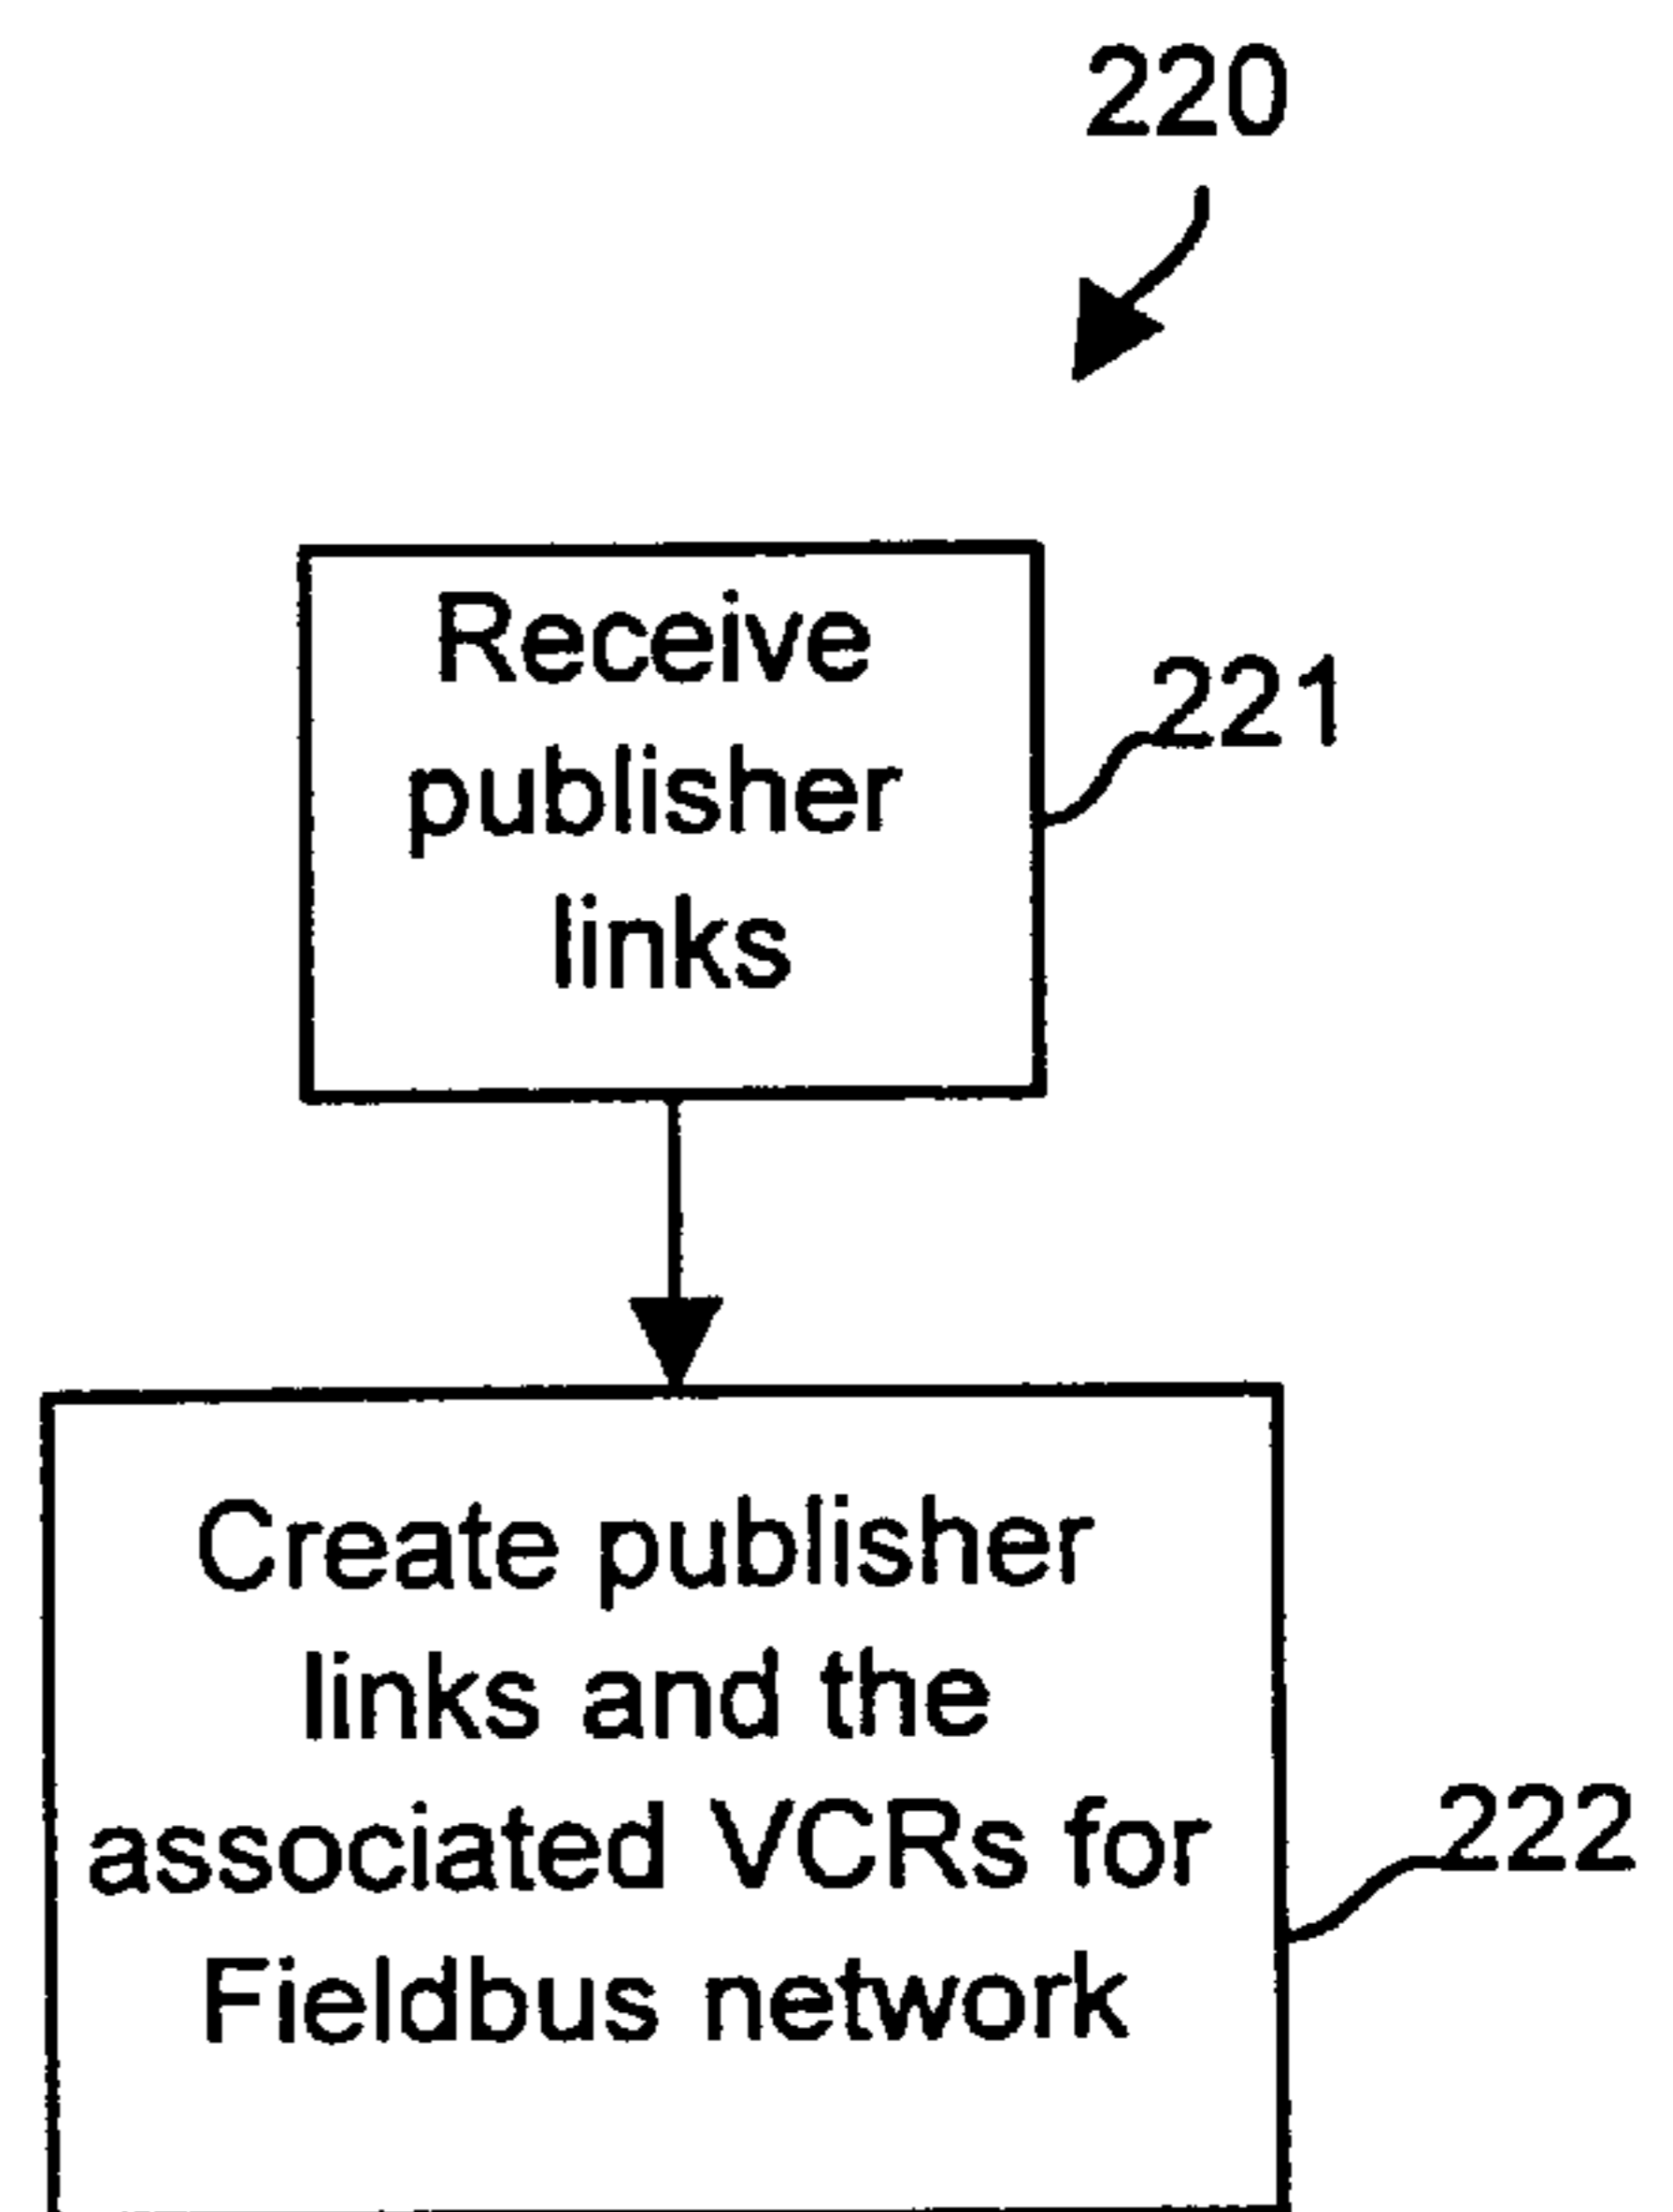 220
Receive
publisher
links
221
Create publisher
links and the
associated VCRs for
Fieldbus network
222